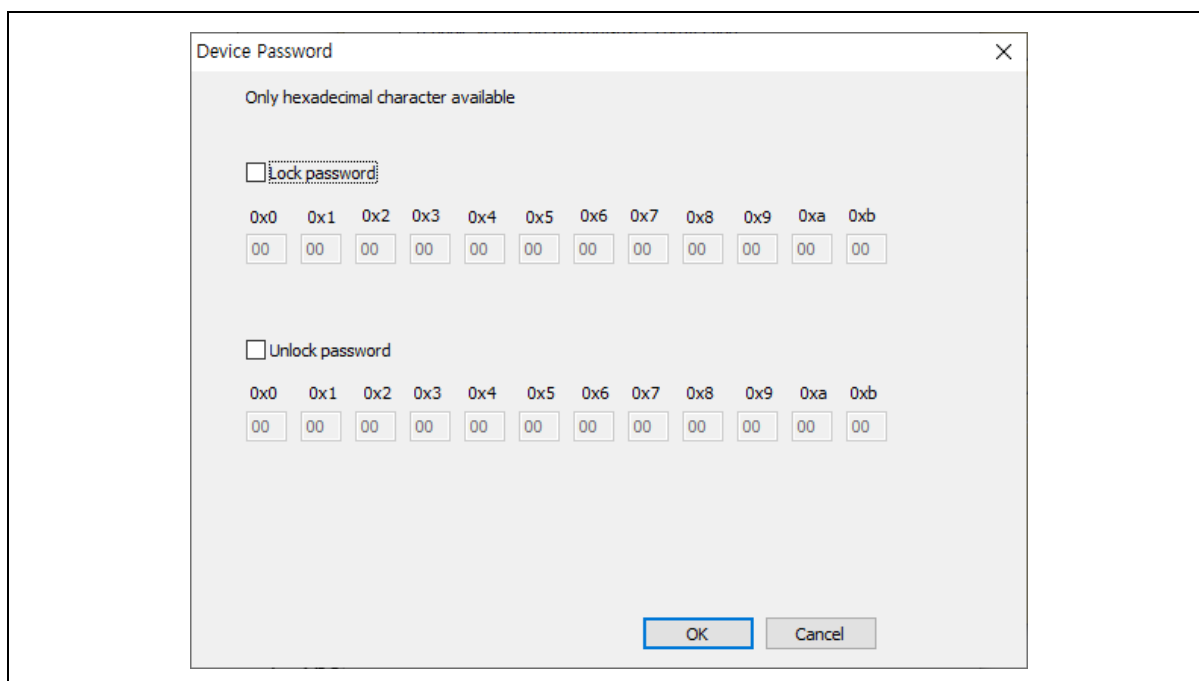 Device Password
Only hexadecimal character available
Lock password
0x0 0x1 0x2 0x3 0x4 0x5 0x6 0x7 0x8 0x9 0xa 0xb
00 00 00 00 00 00 00 00 00 00 00 00
Unlock password
0x0 0x1 0x2 0x3 0x4 0x5 0x6 0x7 0x8 0x9 0xa 0xb
00 00 00 00 00 00 00 00 00 00 00 00
OK Cancel